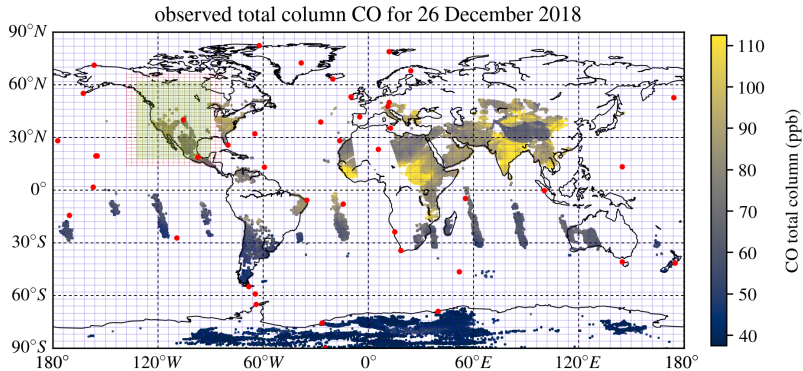 observed total column CO for 26 December 2018
90°N
60°N
30°N
0°
30°S
60°S
90°S
180°
120°W
60°W
0°
60°E
120°E
180°
110
100
90
80
70
60
50
40
CO total column (ppb)